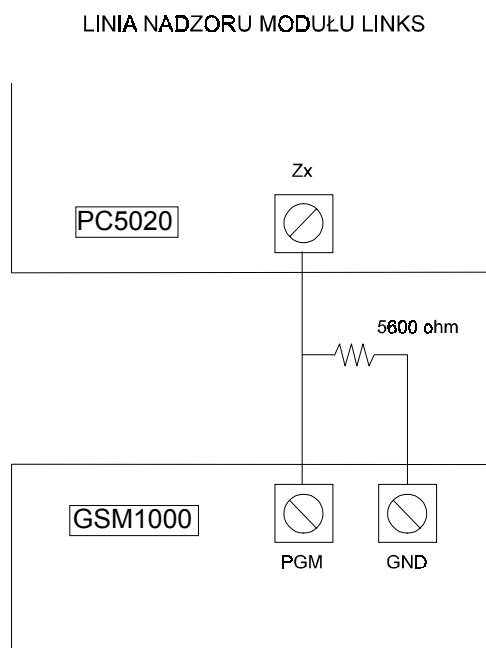 LINIA NADZORU MODUŁU LINKS
Zx
PC5020
5600 ohm
GSM1000
PGM
GND